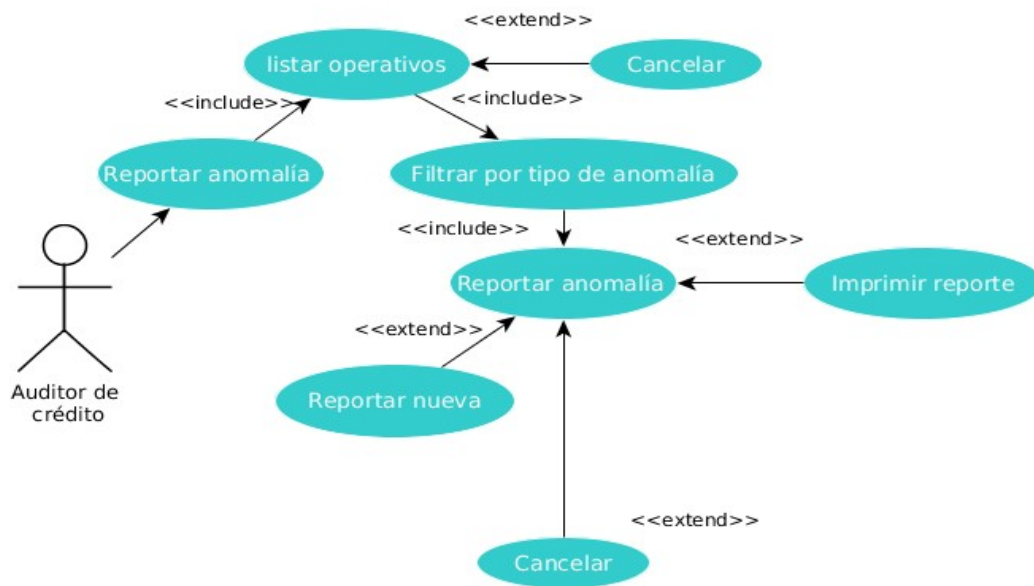 <<extend>>
listar operativos
Cancelar
<<include>>
<<include>>
Reportar anomalía
Filtrar por tipo de anomalía
<<include>>
<<extend>>
Reportar anomalía
Imprimir reporte
<<extend>>
Reportar nueva
Auditor de
crédito
<<extend>>
Cancelar